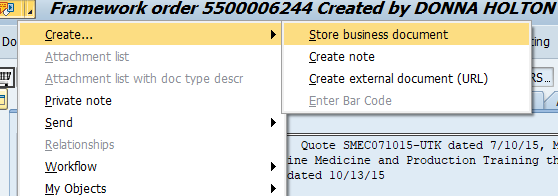 Framework order 5500006244 Created by DONNA HOLTON
Create...
Store business document
Attachment list
Create note
Attachment list with doc type descr
Create external document (URL)
Private note
Enter Bar Code
Send
Relationships
Workflow
My Objects
Do
RS...
Quote SMEC071015-UTK dated 7/10/15, M
ine Medicine and Production Training th
dated 10/13/15